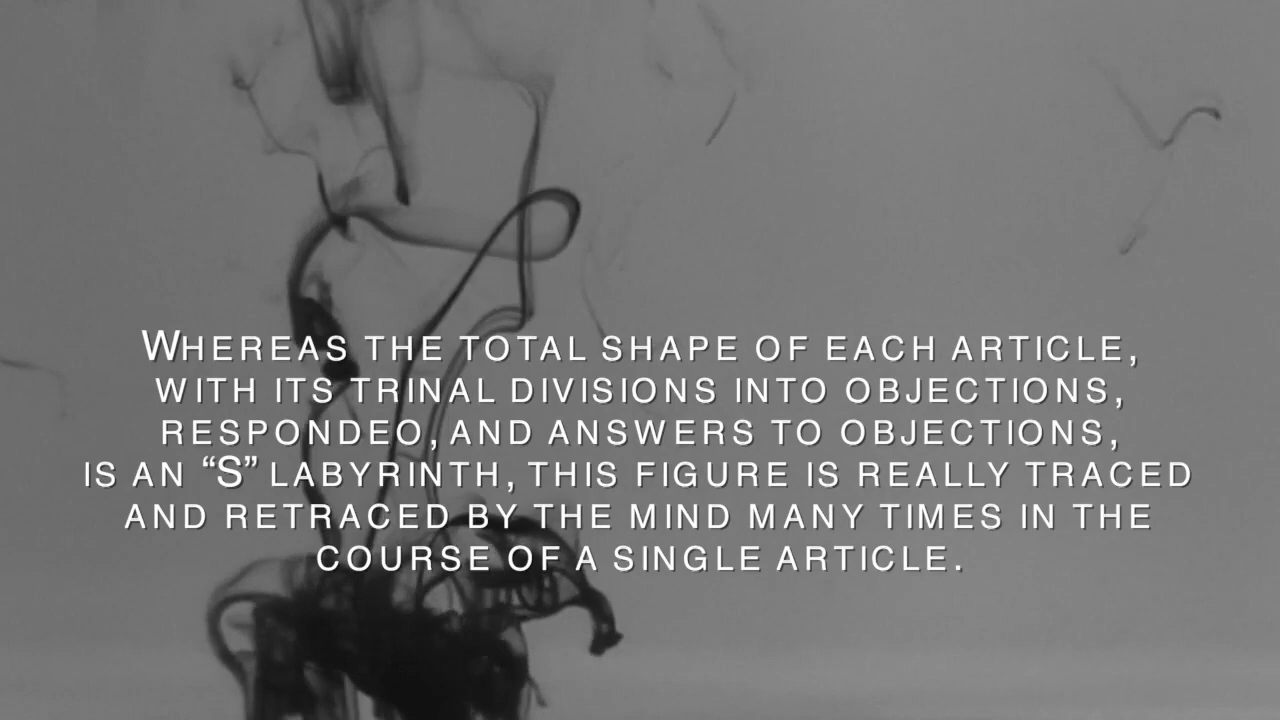 Whereas the total shape of each article,
with its trinal divisions into objections,
respondeo, and answers to objections,
is an “S” labyrinth, this figure is really traced
and retraced by the mind many times in the
course of a single article.